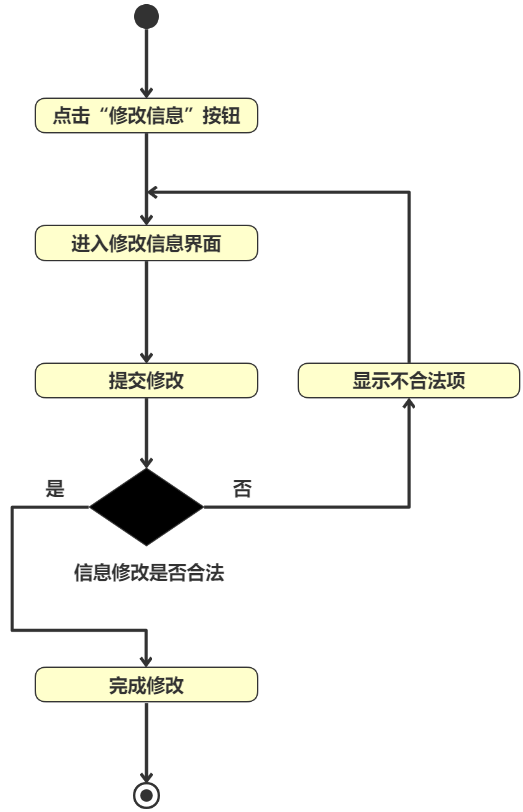 点击“修改信息”按钮
进入修改信息界面
提交修改
显示不合法项
是
否
信息修改是否合法
完成修改